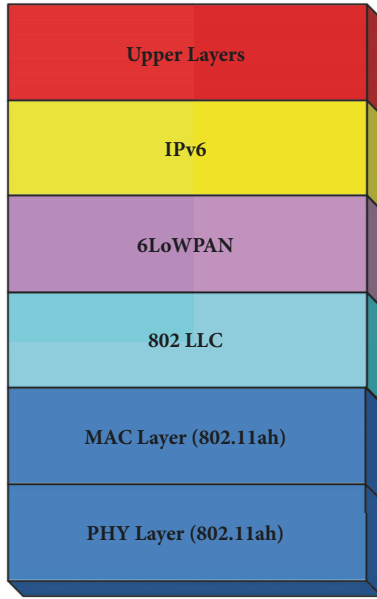 Upper Layers
IPv6
6LoWPAN
802 LLC
MAC Layer (802.11ah)
PHY Layer (802.11ah)